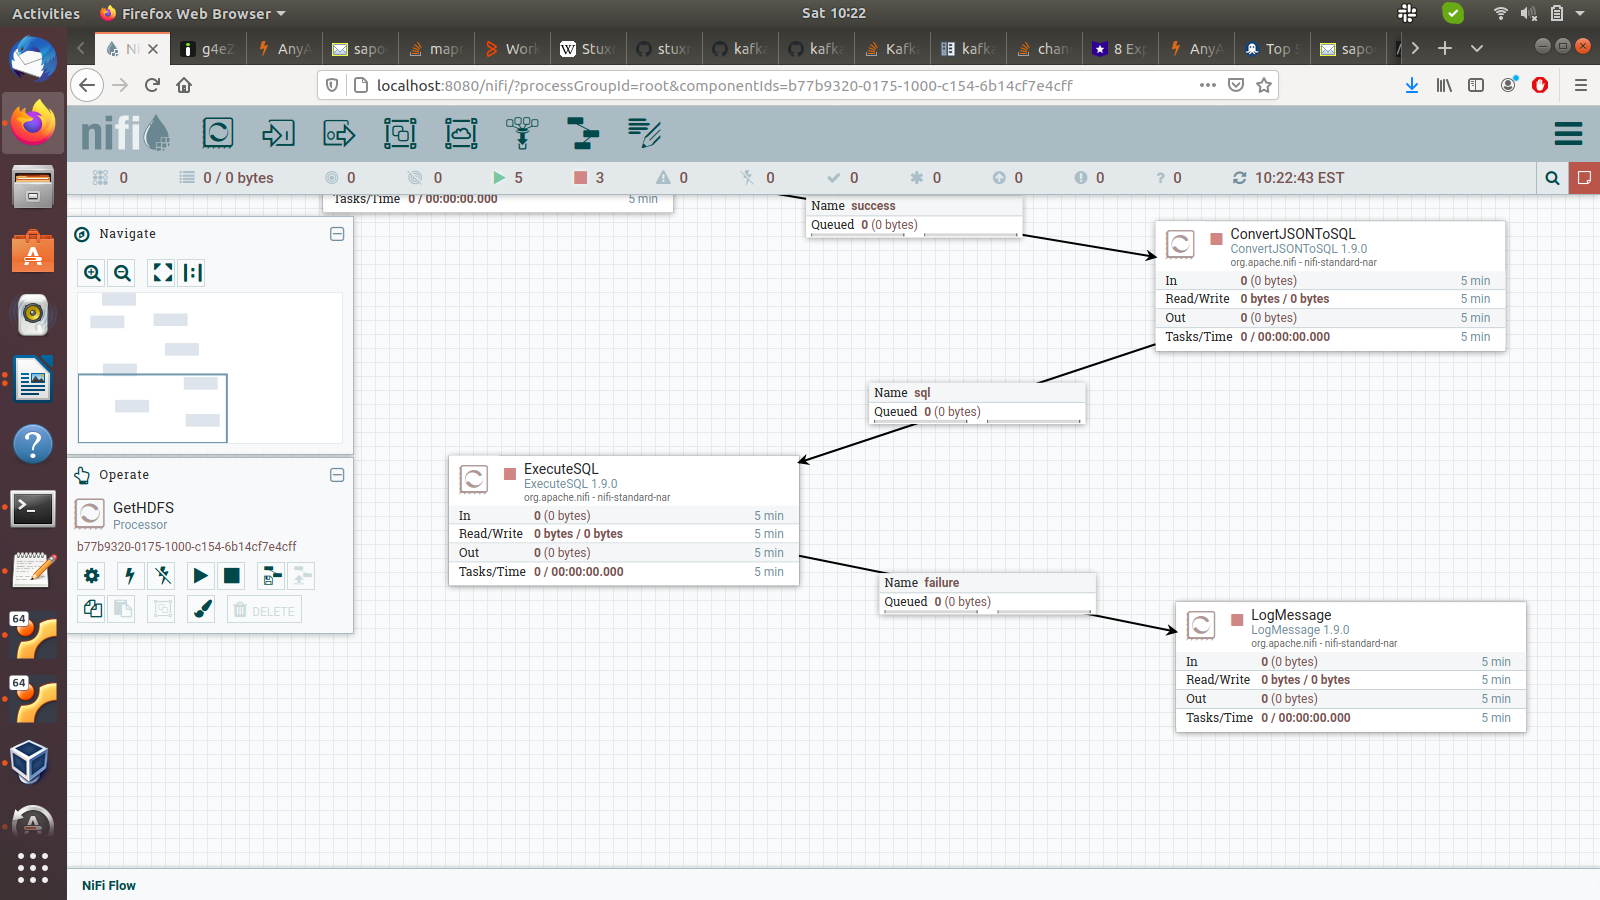 Activities Firefox Web Browser Sat 10:22
Ni g4eZ AnyA sapo mapr Work Stux stux kafk kafk Kafk kafk chan 8 Exp AnyA Top sapo
localhost:8080/nifi/?processGroupId=root&componentIds=b77b9320-0175-1000-c154-6b14cf7e4cff
nifi
0 0 / 0 bytes 0 0 5 3 0 0 0 0 0 0 0 10:22:43 EST
Tasks/Time 0 / 00:00:00.000 5 min
Name success
Queued 0 (0 bytes)
ConvertJSONToSQL
ConvertJSONToSQL 1.9.0
org.apache.nifi - nifi-standard-nar
In 0 (0 bytes) 5 min
Read/Write 0 bytes / 0 bytes 5 min
Out 0 (0 bytes) 5 min
Tasks/Time 0 / 00:00:00.000 5 min
Navigate
Name sql
Queued 0 (0 bytes)
Operate
GetHDFS
Processor
b77b9320-0175-1000-c154-6b14cf7e4cff
DELETE
ExecuteSQL
ExecuteSQL 1.9.0
org.apache.nifi - nifi-standard-nar
In 0 (0 bytes) 5 min
Read/Write 0 bytes / 0 bytes 5 min
Out 0 (0 bytes) 5 min
Tasks/Time 0 / 00:00:00.000 5 min
Name failure
Queued 0 (0 bytes)
LogMessage
LogMessage 1.9.0
org.apache.nifi - nifi-standard-nar
In 0 (0 bytes) 5 min
Read/Write 0 bytes / 0 bytes 5 min
Out 0 (0 bytes) 5 min
Tasks/Time 0 / 00:00:00.000 5 min
64
64
NiFi Flow